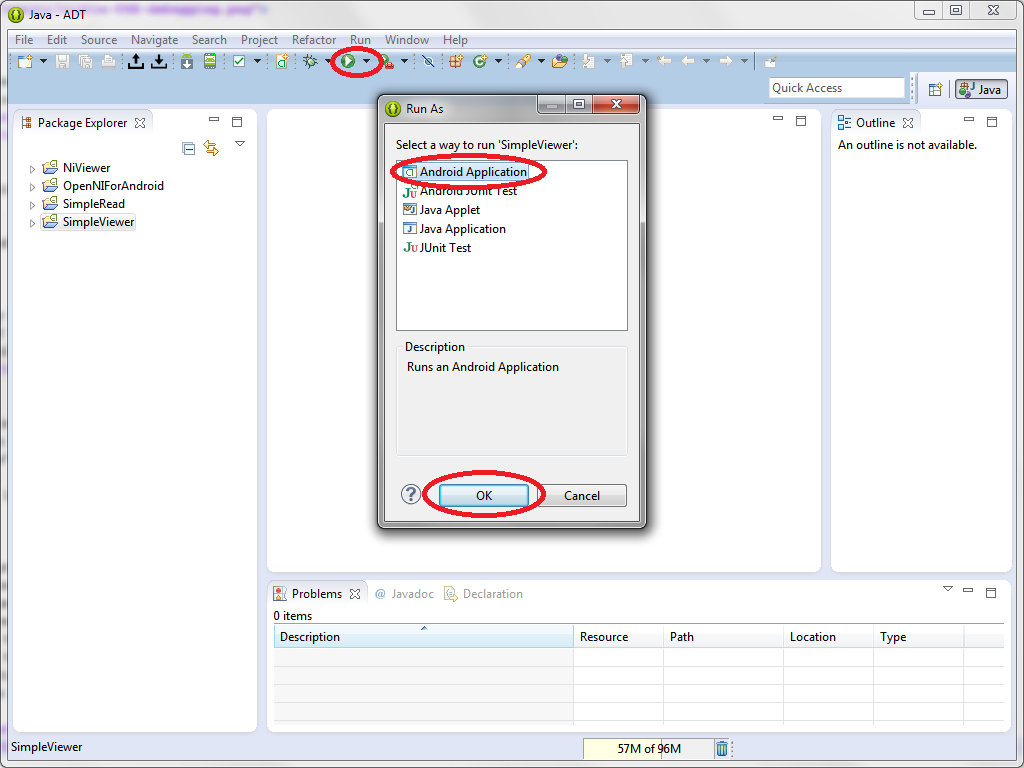 Java - ADT
File Edit Source Navigate Search Project Refactor Run Window Help
Quick Access
Java
Package Explorer
NiViewer
OpenNIForAndroid
SimpleRead
SimpleViewer
Run As
Select a way to run 'SimpleViewer':
Android Application
Android JUnit Test
Java Applet
Java Application
JU JUnit Test
Description
Runs an Android Application
?
OK
Cancel
Outline
An outline is not available.
Problems @ Javadoc Declaration
0 items
Description Resource Path Location Type
SimpleViewer
57M of 96M